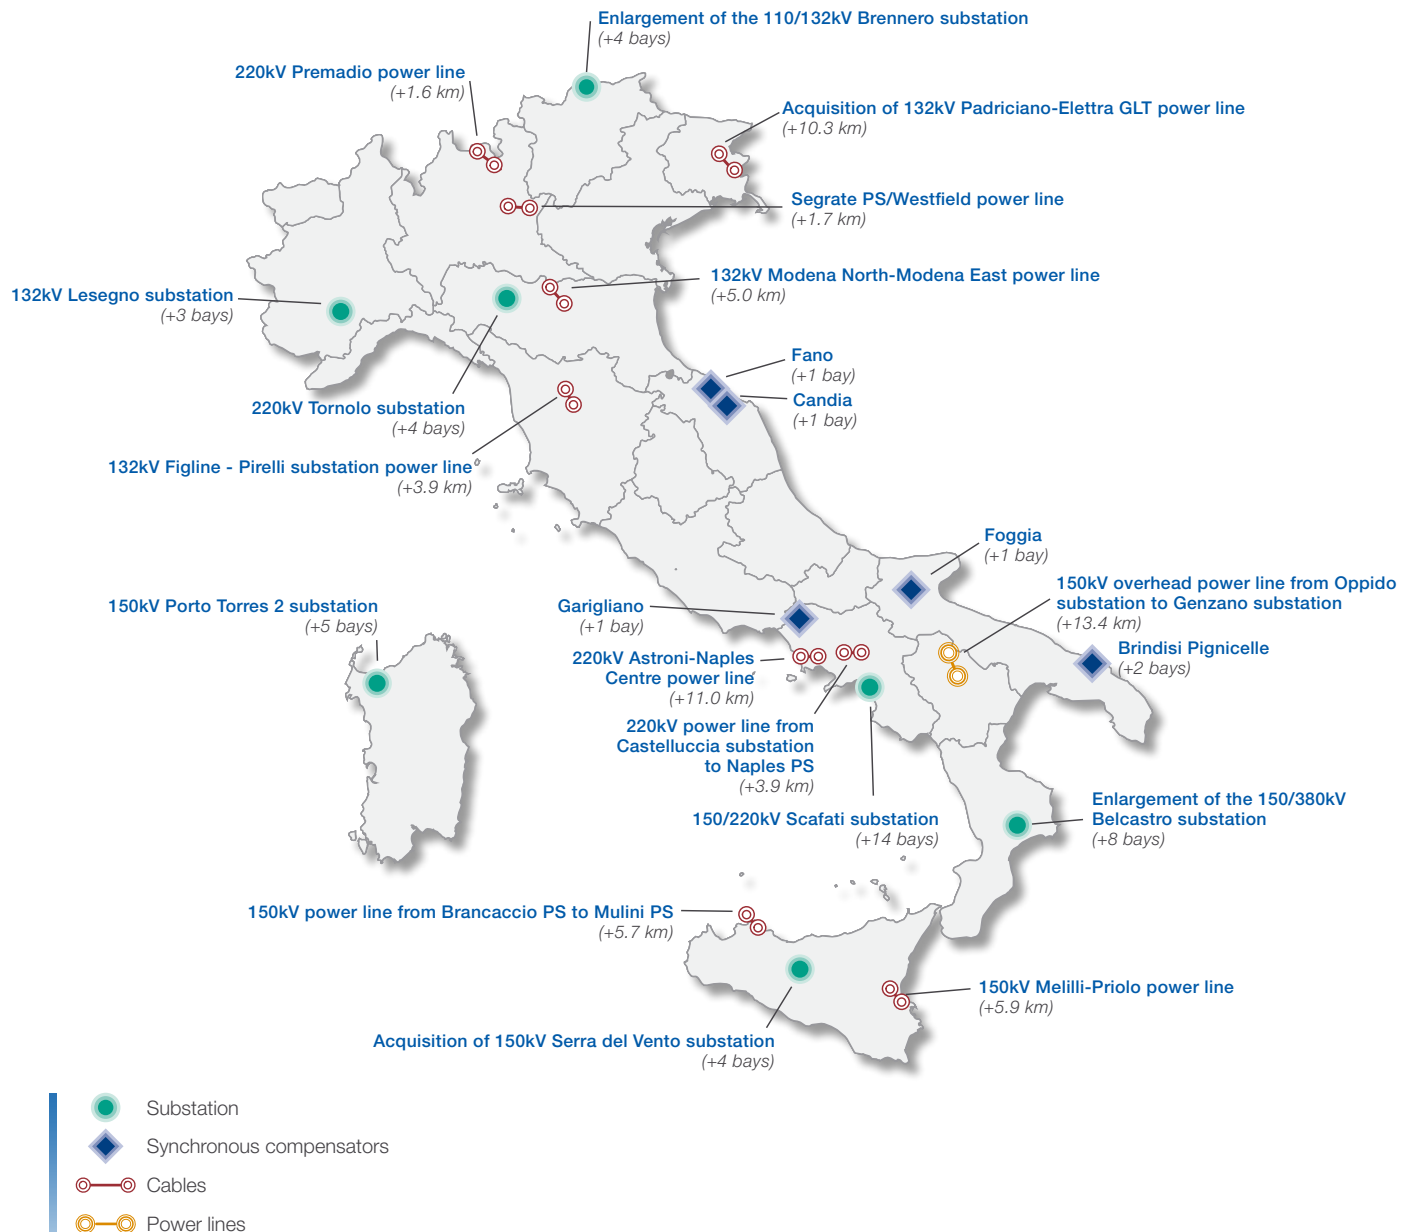 Enlargement of the 110/132kV Brennero substation
(+4 bays)
220kV Premadio power line
(+1.6 km)
Acquisition of 132kV Padriciano-Elettra GLT power line
(+10.3 km)
Segrate PS/Westfield power line
(+1.7 km)
132kV Modena North-Modena East power line
(+5.0 km)
132kV Lesegno substation
(+3 bays)
Fano
(+1 bay)
Candia
(+1 bay)
220kV Tornolo substation
(+4 bays)
132kV Figline - Pirelli substation power line
(+3.9 km)
Foggia
(+1 bay)
150kV overhead power line from Oppido
substation to Genzano substation
(+13.4 km)
150kV Porto Torres 2 substation
(+5 bays)
Garigliano
(+1 bay)
Brindisi Pignicelle
(+2 bays)
220kV Astroni-Naples
Centre power line
(+11.0 km)
220kV power line from
Castelluccia substation
to Naples PS
(+3.9 km)
150/220kV Scafati substation
(+14 bays)
Enlargement of the 150/380kV
Belcastro substation
(+8 bays)
150kV power line from Brancaccio PS to Mulini PS
(+5.7 km)
150kV Melilli-Priolo power line
(+5.9 km)
Acquisition of 150kV Serra del Vento substation
(+4 bays)
Substation
Synchronous compensators
Cables
Power lines